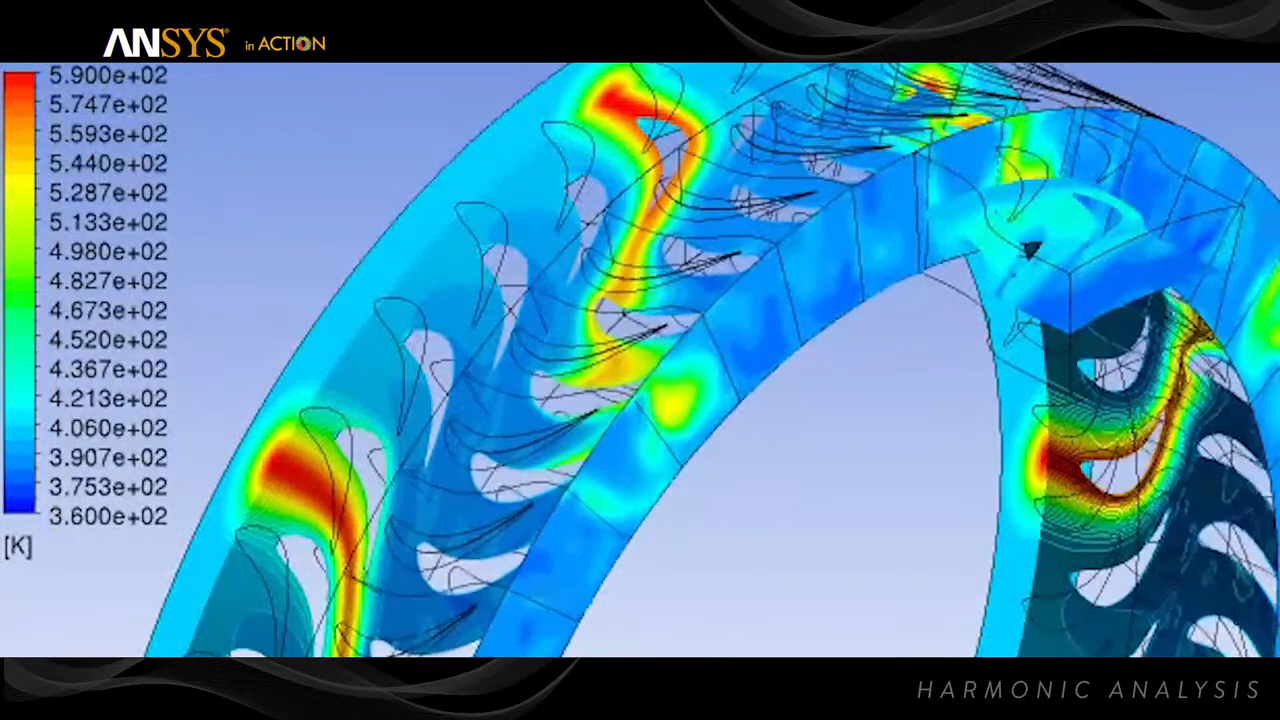 ANSYS® in ACTION
5.900e+02
5.747e+02
5.593e+02
5.440e+02
5.287e+02
5.133e+02
4.980e+02
4.827e+02
4.673e+02
4.520e+02
4.367e+02
4.213e+02
4.060e+02
3.907e+02
3.753e+02
3.600e+02
[K]
HARMONIC ANALYSIS